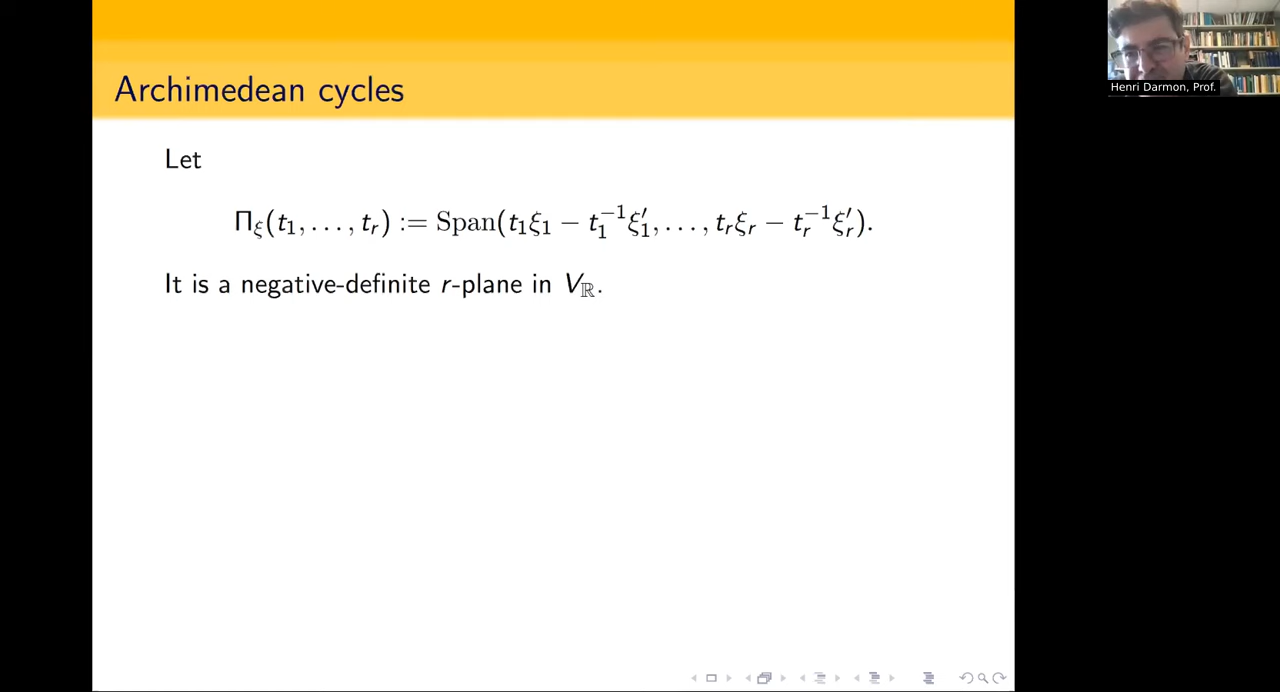 Archimedean cycles
Henri Darmon, Prof.
Let
Π_ξ(t_1, . . . , t_r) := Span(t_1ξ_1 − t_1^{−1}ξ'_1, . . . , t_rξ_r − t_r^{−1}ξ'_r).
It is a negative-definite r-plane in V_ℝ.